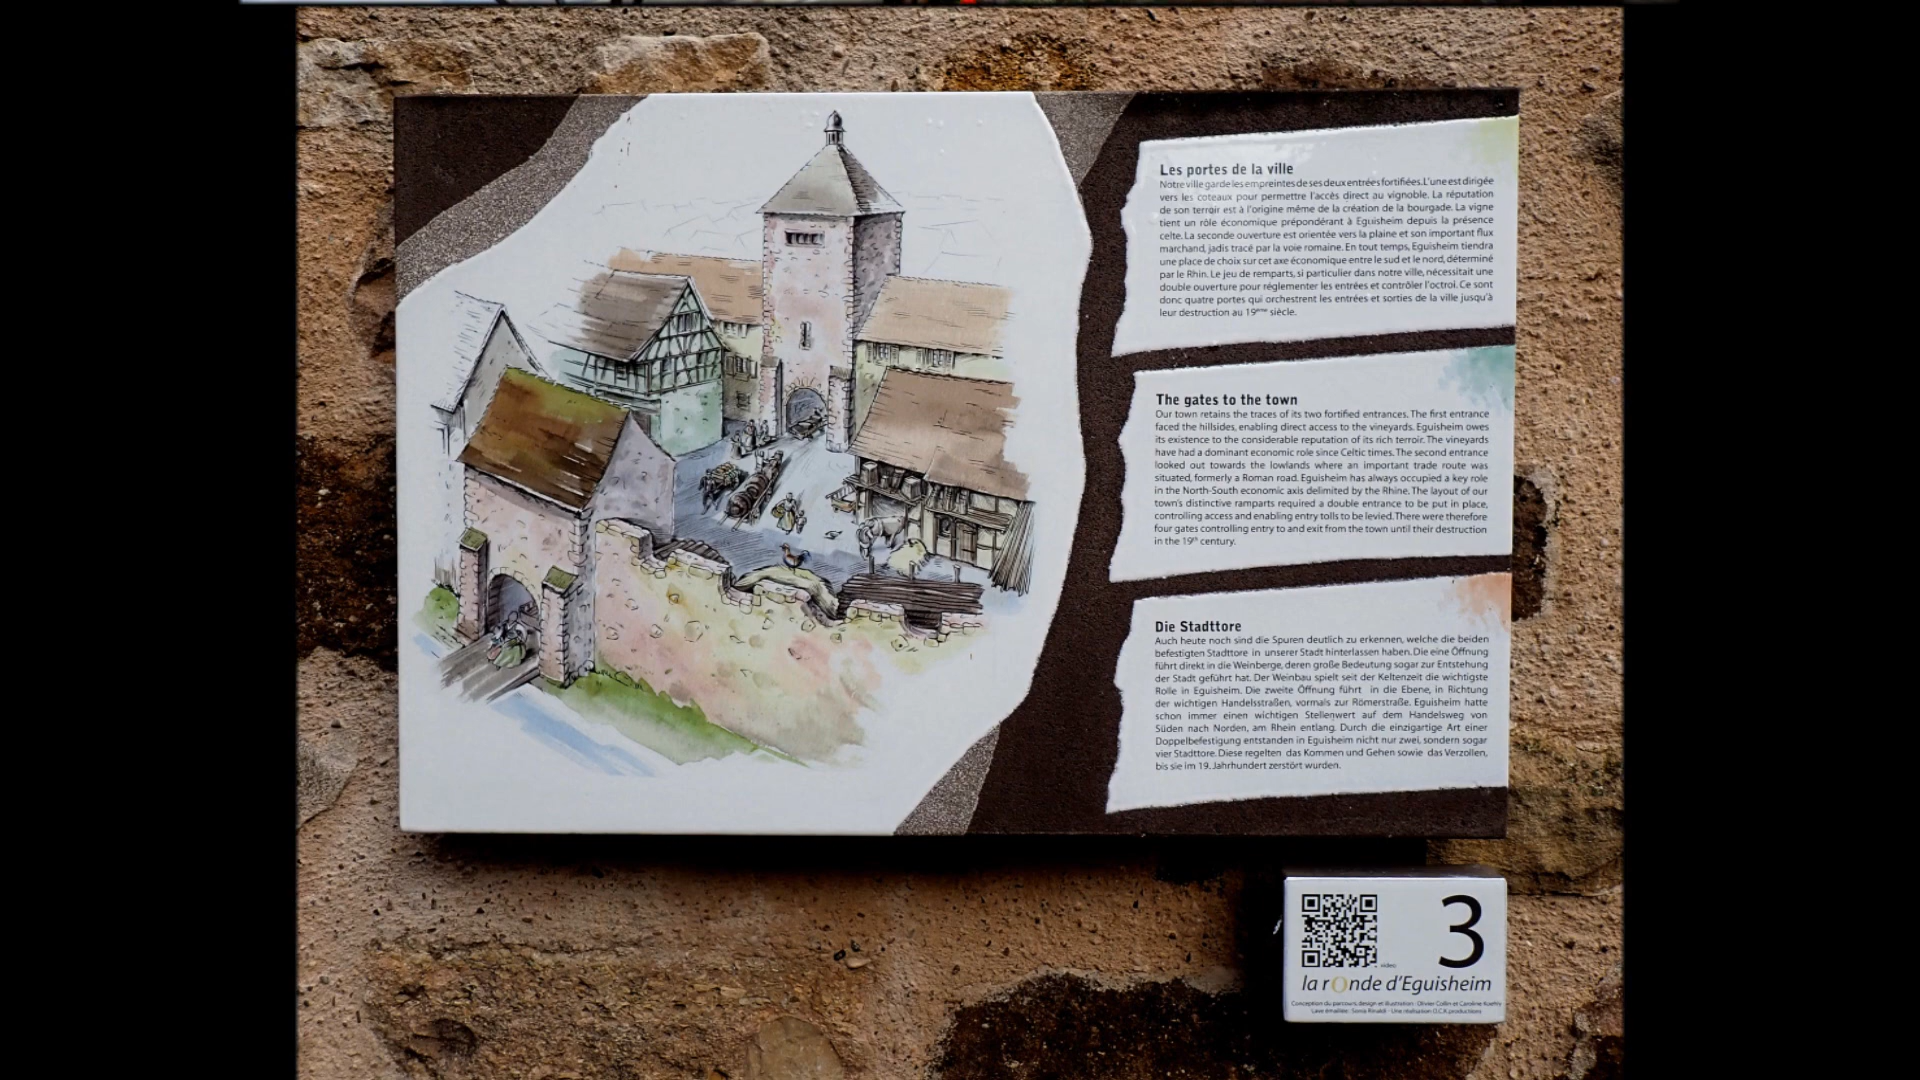 Les portes de la ville
Notre ville garde les empreintes de ses deux entrées fortifiées. L'une est dirigée
vers les coteaux pour permettre l'accès direct au vignoble. La réputation
de son terroir est à l'origine même de la création de la bourgade. La vigne
tient un rôle économique prépondérant à Eguisheim depuis la présence
celte. La seconde ouverture est orientée vers la plaine et son important flux
marchand, jadis tracé par la voie romaine. En tout temps, Eguisheim tiendra
une place de choix sur cet axe économique entre le sud et le nord, déterminé
par le Rhin. Le jeu de remparts, si particulier dans notre ville, nécessitait une
double ouverture pour réglementer les entrées et contrôler l'octroi. Ce sont
donc quatre portes qui orchestrent les entrées et sorties de la ville jusqu'à
leur destruction au 19ème siècle.
The gates to the town
Our town retains the traces of its two fortified entrances. The first entrance
faced the hillsides, enabling direct access to the vineyards. Eguisheim owes
its existence to the considerable reputation of its rich terroir. The vineyards
have had a dominant economic role since Celtic times. The second entrance
looked out towards the lowlands where an important trade route was
situated, formerly a Roman road. Eguisheim has always occupied a key role
in the North-South economic axis delimited by the Rhine. The layout of our
town's distinctive ramparts required a double entrance to be put in place,
controlling access and enabling entry tolls to be levied. There were therefore
four gates controlling entry to and exit from the town until their destruction
in the 19th century.
Die Stadttore
Auch heute noch sind die Spuren deutlich zu erkennen, welche die beiden
befestigten Stadttore in unserer Stadt hinterlassen haben. Die eine Öffnung
führt direkt in die Weinberge, deren große Bedeutung sogar zur Entstehung
der Stadt geführt hat. Der Weinbau spielt seit der Keltenzeit die wichtigste
Rolle in Eguisheim. Die zweite Öffnung führt in die Ebene, in Richtung
der wichtigen Handelsstraßen, vormals zur Römerstraße. Eguisheim hatte
schon immer einen wichtigen Stellenwert auf dem Handelsweg von
Süden nach Norden, am Rhein entlang. Durch die einzigartige Art einer
Doppelbefestigung entstanden in Eguisheim nicht nur zwei, sondern sogar
vier Stadttore. Diese regelten das Kommen und Gehen sowie das Verzollen,
bis sie im 19. Jahrhundert zerstört wurden.
3
video
la rOnde d'Eguisheim
Conception du parcours, design et illustration : Olivier Collin et Caroline
Lave émaillée : Sonia Rinaldi - Une réalisation O.C.K productions